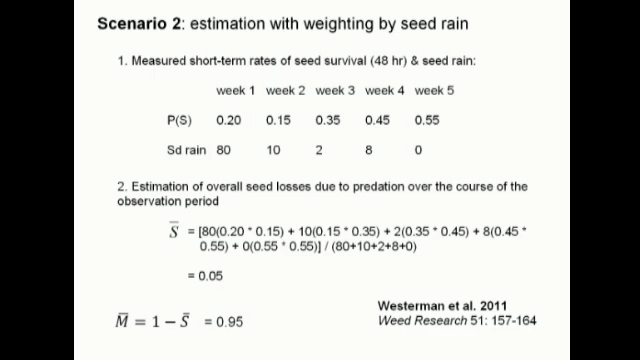 Scenario 2: estimation with weighting by seed rain
1. Measured short-term rates of seed survival (48 hr) & seed rain:
week 1 week 2 week 3 week 4 week 5
P(S) 0.20 0.15 0.35 0.45 0.55
Sd rain 80 10 2 8 0
2. Estimation of overall seed losses due to predation over the course of the
observation period
S̅ = [80(0.20 * 0.15) + 10(0.15 * 0.35) + 2(0.35 * 0.45) + 8(0.45 *
0.55) + 0(0.55 * 0.55)] / (80+10+2+8+0)
= 0.05
M̅ = 1 − S̅ = 0.95
Westerman et al. 2011
Weed Research 51: 157-164